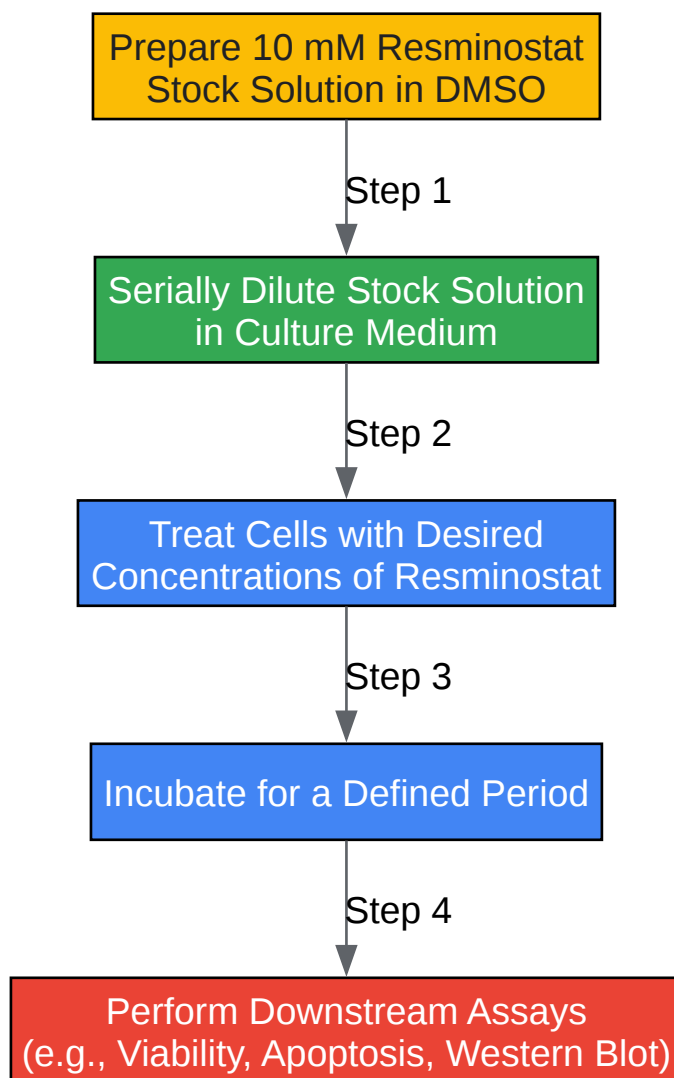 Prepare 10 mM Resminostat
Stock Solution in DMSO
Step 1
Serially Dilute Stock Solution
in Culture Medium
Step 2
Treat Cells with Desired
Concentrations of Resminostat
Step 3
Incubate for a Defined Period
Step 4
Perform Downstream Assays
(e.g., Viability, Apoptosis, Western Blot)